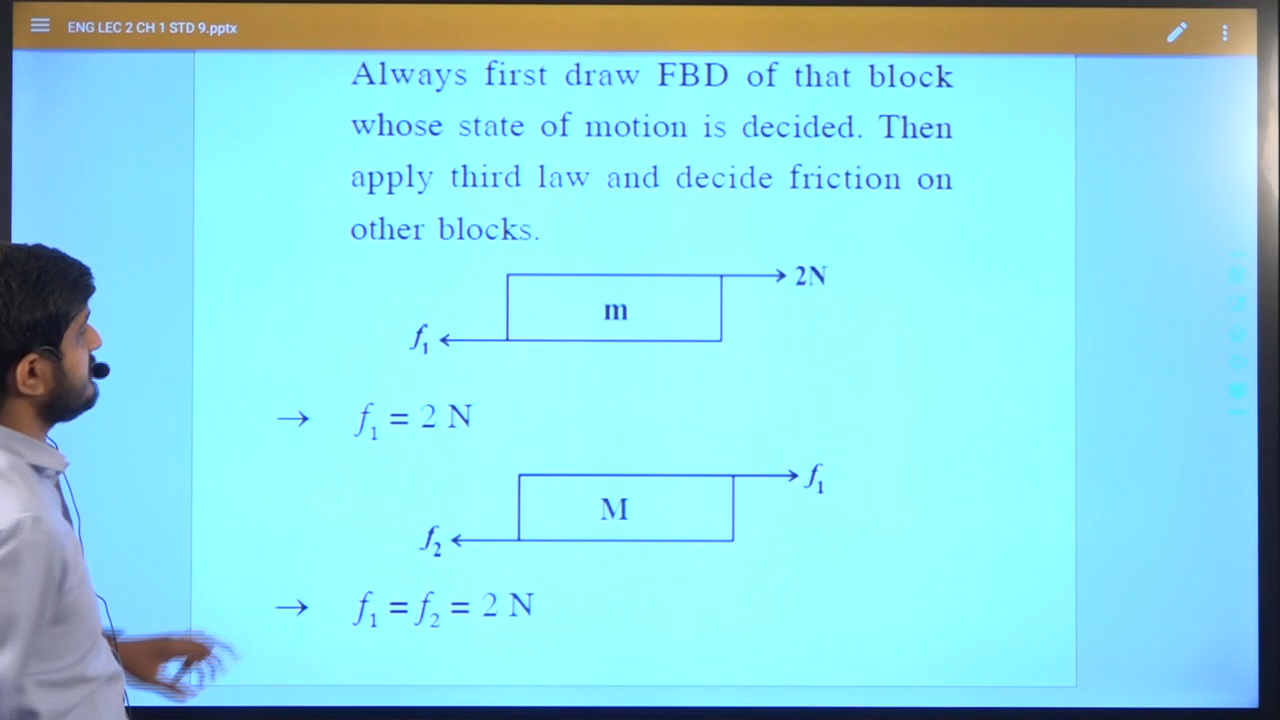 ENG LEC 2 CH 1 STD 9.pptx
Always first draw FBD of that block
whose state of motion is decided. Then
apply third law and decide friction on
other blocks.
2N
m
f₁
→ f₁ = 2 N
f₁
M
f₂
→ f₁ = f₂ = 2 N